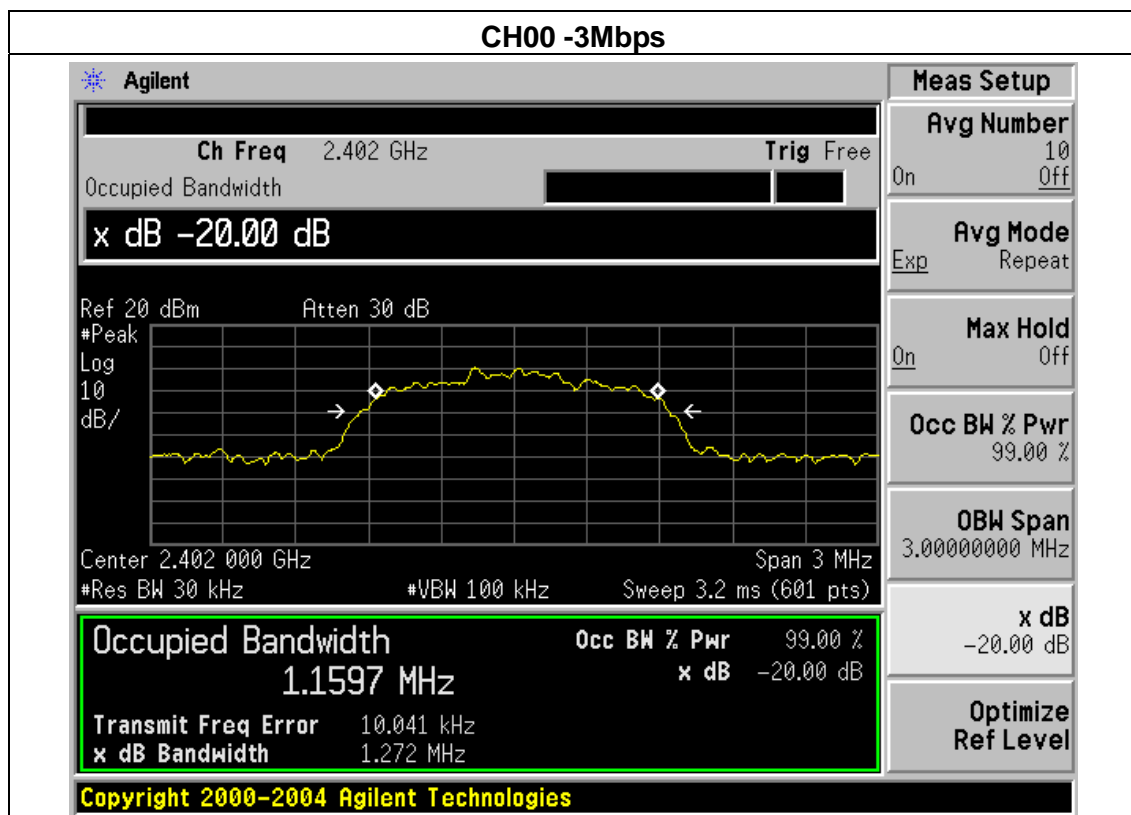 CH00 -3Mbps
Agilent
Ch Freq 2.402 GHz Trig Free
Occupied Bandwidth
x dB -20.00 dB
Ref 20 dBm Atten 30 dB
#Peak
Log
10
dB/
Center 2.402 000 GHz Span 3 MHz
#Res BW 30 kHz #VBW 100 kHz Sweep 3.2 ms (601 pts)
Occupied Bandwidth Occ BW % Pwr 99.00 %
1.1597 MHz x dB -20.00 dB
Transmit Freq Error 10.041 kHz
x dB Bandwidth 1.272 MHz
Copyright 2000-2004 Agilent Technologies
Meas Setup
Avg Number
10
On Off
Avg Mode
Exp Repeat
Max Hold
On Off
Occ BW % Pwr
99.00 %
OBW Span
3.00000000 MHz
x dB
-20.00 dB
Optimize
Ref Level